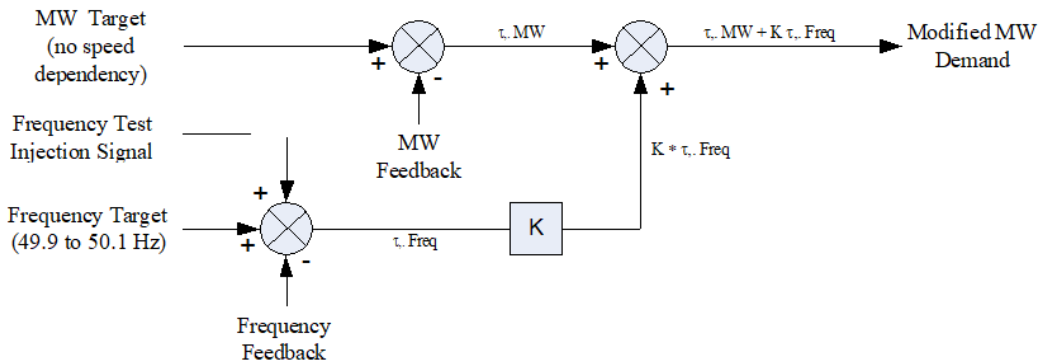 MW Target
(no speed
dependency)
+
-
τ,. MW
+
+
τ,. MW + K τ,. Freq
Modified MW
Demand
MW
Feedback
K * τ,. Freq
Frequency Test
Injection Signal
+
Frequency Target
(49.9 to 50.1 Hz)
+
-
τ,. Freq
K
Frequency
Feedback